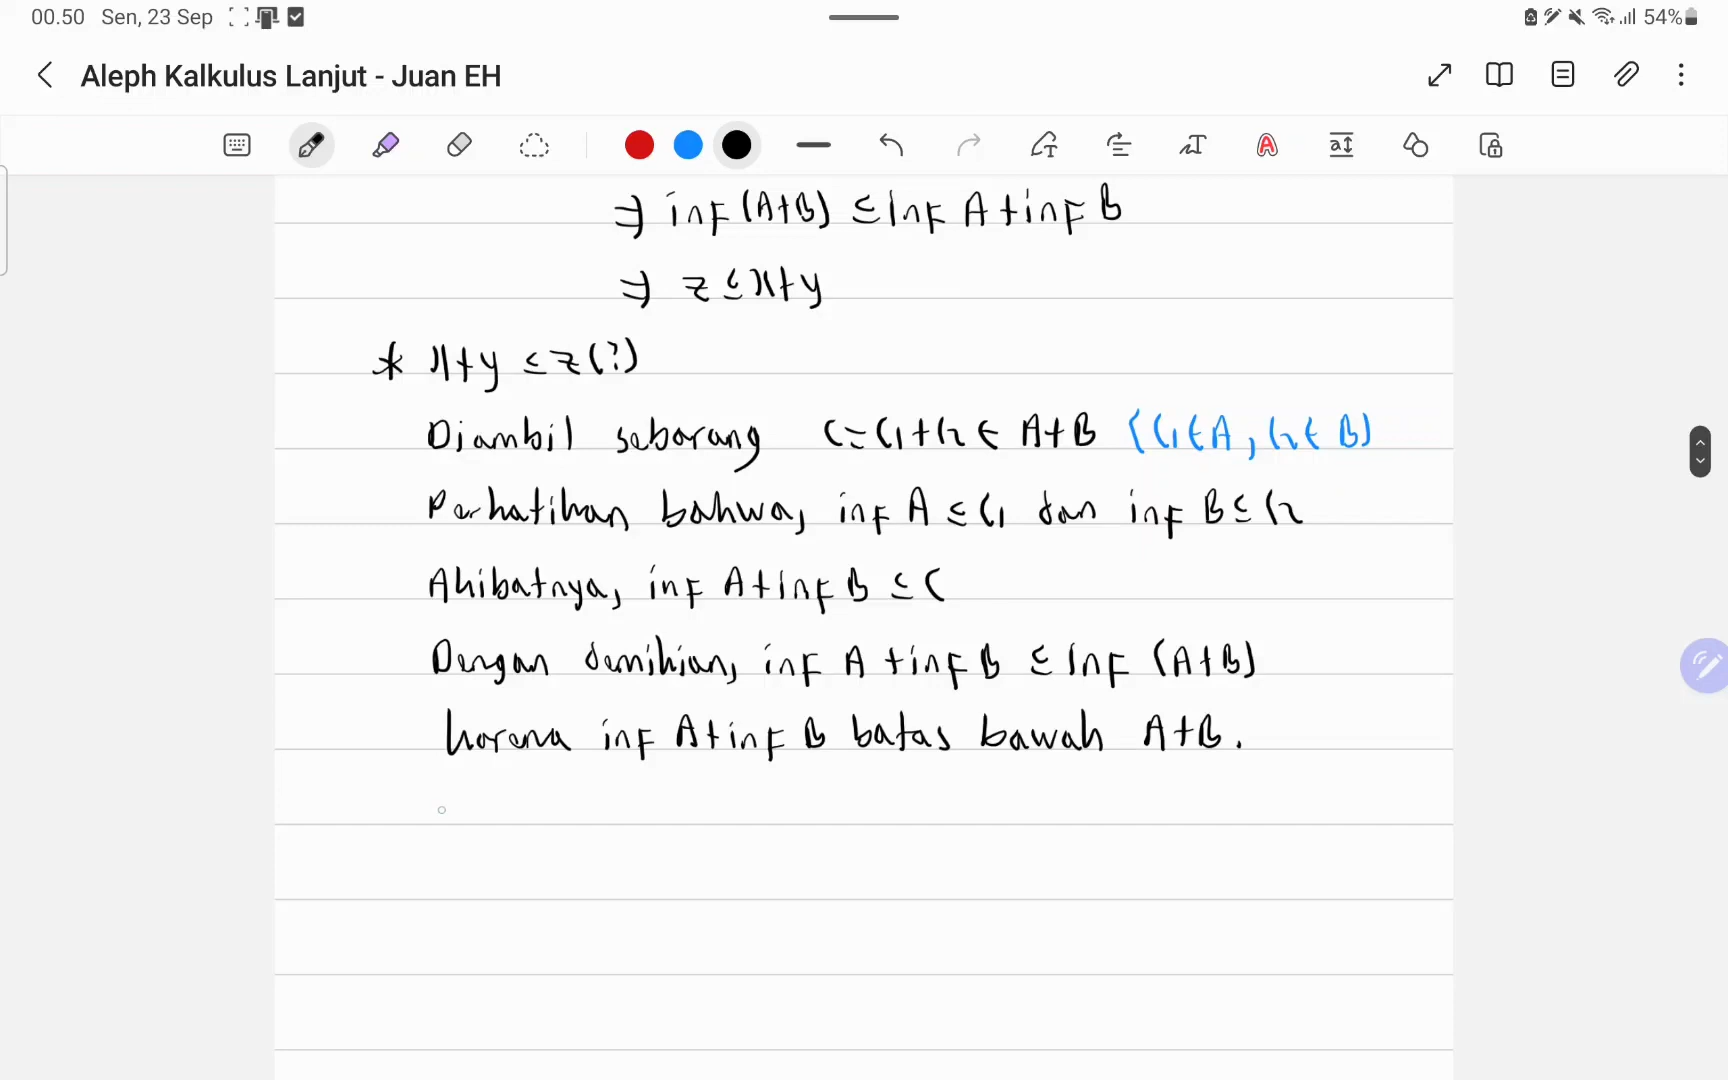 00.50 Sen, 23 Sep 54%
Aleph Kalkulus Lanjut - Juan EH
⇒ inf (A+B) ≤ inf A + inf B
⇒ z ≤ x+y
* x+y ≤ z (?)
Diambil sebarang c = c₁ + c₂ ∈ A+B (c₁ ∈ A, c₂ ∈ B)
Perhatikan bahwa, inf A ≤ c₁ dan inf B ≤ c₂
Akibatnya, inf A + inf B ≤ c
Dengan demikian, inf A + inf B ≤ inf (A+B)
karena inf A + inf B batas bawah A+B.